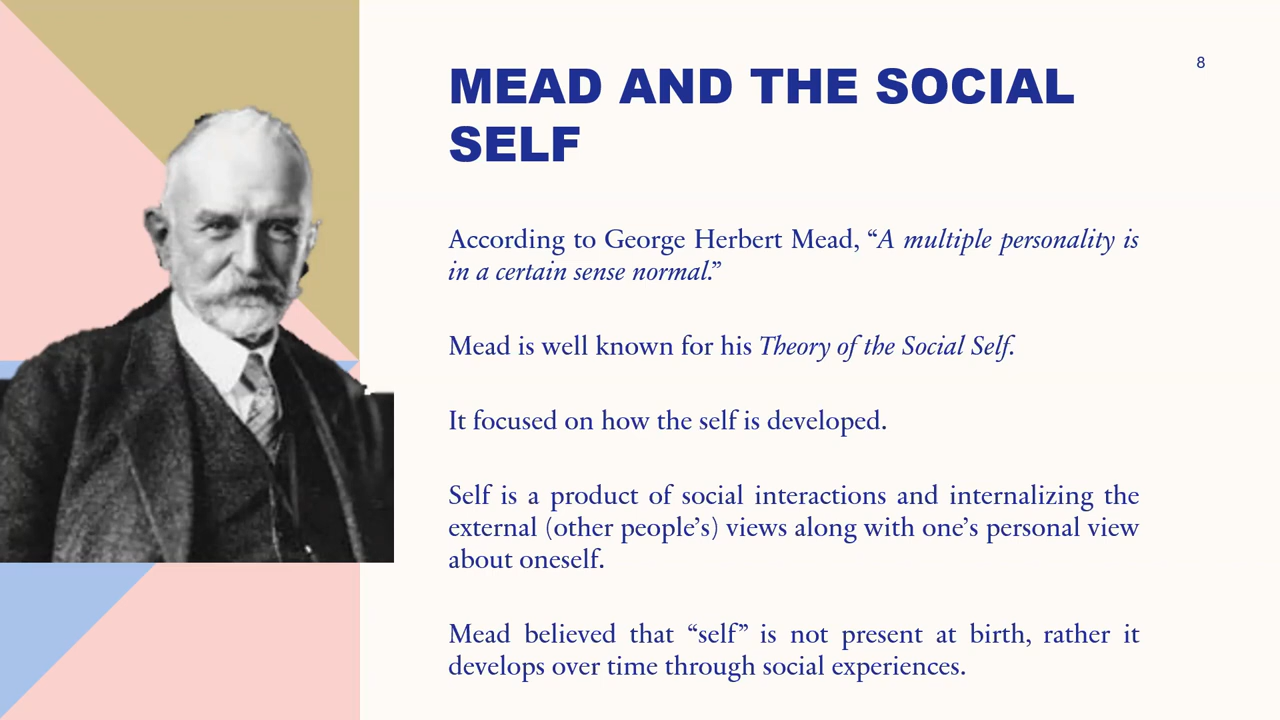 8
MEAD AND THE SOCIAL
SELF
According to George Herbert Mead, “A multiple personality is
in a certain sense normal.”
Mead is well known for his Theory of the Social Self.
It focused on how the self is developed.
Self is a product of social interactions and internalizing the
external (other people’s) views along with one’s personal view
about oneself.
Mead believed that “self” is not present at birth, rather it
develops over time through social experiences.